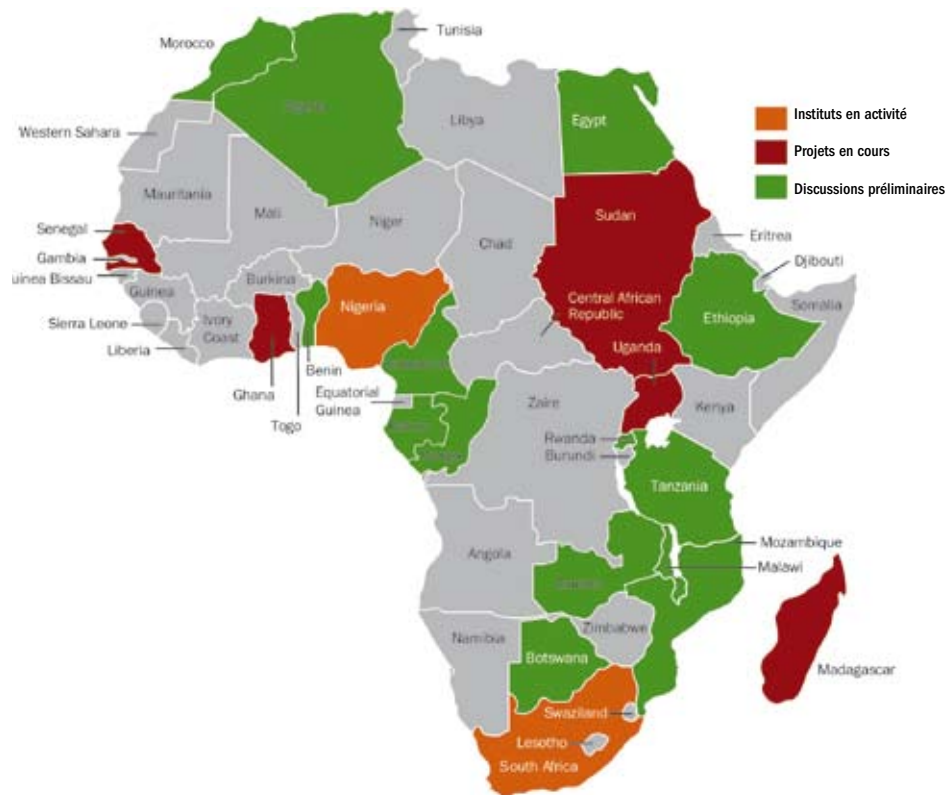 Tunisia
Morocco
Algeria
Libya
Egypt
Instituts en activité
Projets en cours
Discussions préliminaires
Western Sahara
Mauritania
Mali
Niger
Chad
Sudan
Senegal
Gambia
uinea Bissau
Guinea
Burkina
Nigeria
Eritrea
Djibouti
Somalia
Ethiopia
Sierra Leone
Ivory
Coast
Liberia
Central African
Republic
Uganda
Benin
Ghana
Togo
Equatorial
Guinea
Zaire
Kenya
Rwanda
Burundi
Tanzania
Mozambique
Malawi
Angola
Zimbabwe
Namibia
Botswana
Madagascar
Swaziland
Lesotho
South Africa